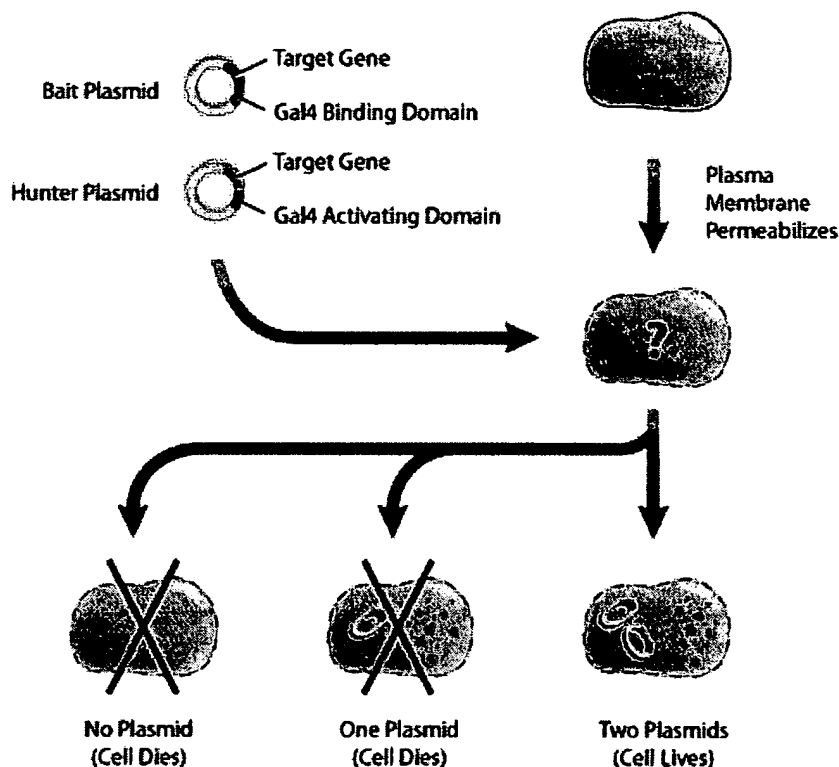 Bait Plasmid
Target Gene
Gal4 Binding Domain
Hunter Plasmid
Target Gene
Gal4 Activating Domain
Plasma
Membrane
Permeabilizes
?
No Plasmid
(Cell Dies)
One Plasmid
(Cell Dies)
Two Plasmids
(Cell Lives)